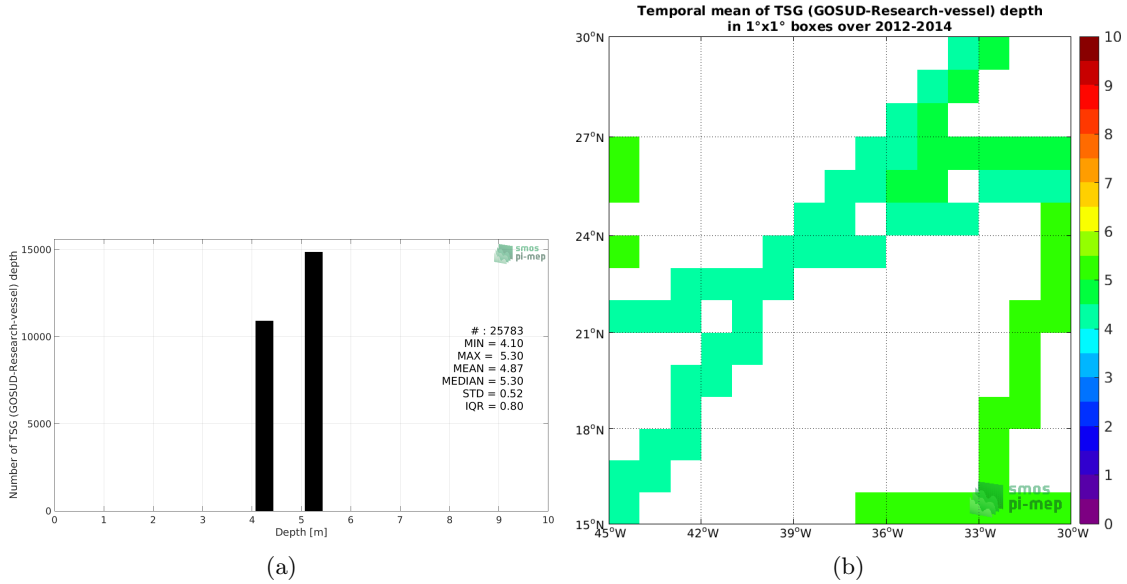 15000
10000
5000
0
Number of TSG (GOSUD-Research-vessel) depth
smos
pi-mep
# : 25783
MIN = 4.10
MAX = 5.30
MEAN = 4.87
MEDIAN = 5.30
STD = 0.52
IQR = 0.80
0 1 2 3 4 5 6 7 8 9 10
Depth [m]
(a)
Temporal mean of TSG (GOSUD-Research-vessel) depth
in 1°x1° boxes over 2012-2014
30°N
27°N
24°N
21°N
18°N
15°N
45°W 42°W 39°W 36°W 33°W 30°W
smos
pi-mep
10
9
8
7
6
5
4
3
2
1
0
(b)